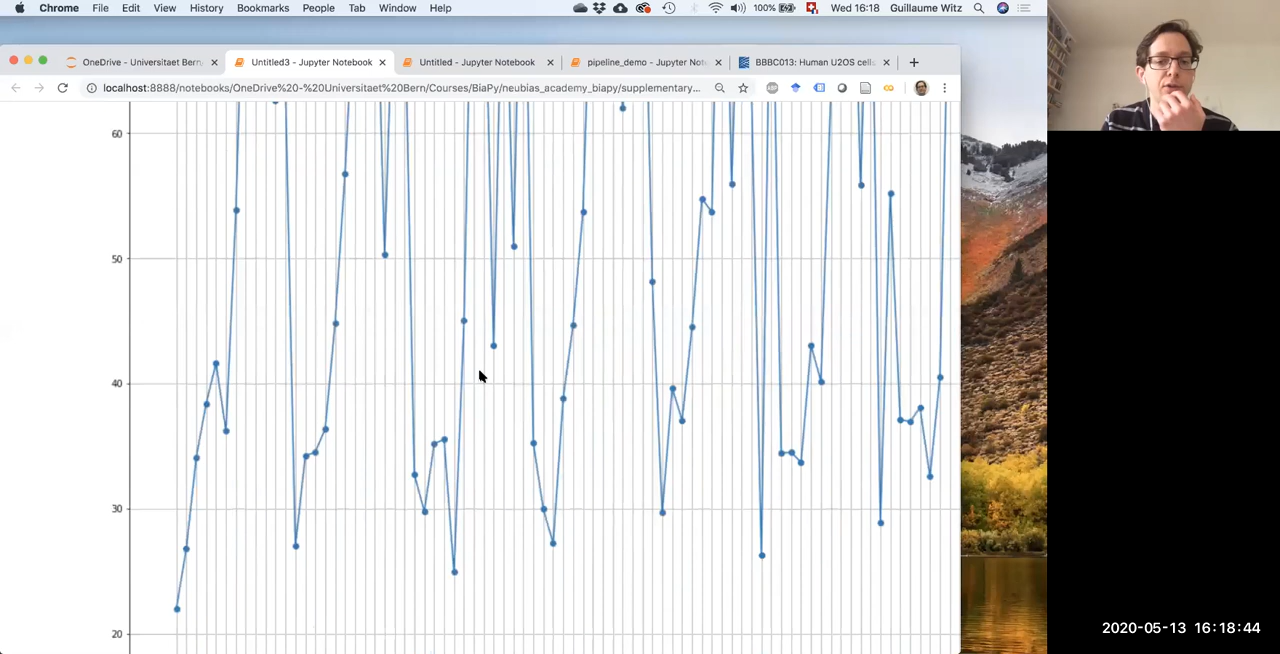 Chrome File Edit View History Bookmarks People Tab Window Help 100% Wed 16:18 Guillaume Witz
OneDrive - Universitaet Bern Untitled3 - Jupyter Notebook Untitled - Jupyter Notebook pipeline_demo - Jupyter Not BBBC013: Human U2OS cells
localhost:8888/notebooks/OneDrive%20-%20Universitaet%20Bern/Courses/BiaPy/neubias_academy_biapy/supplementary...
60
50
40
30
20
2020-05-13 16:18:44